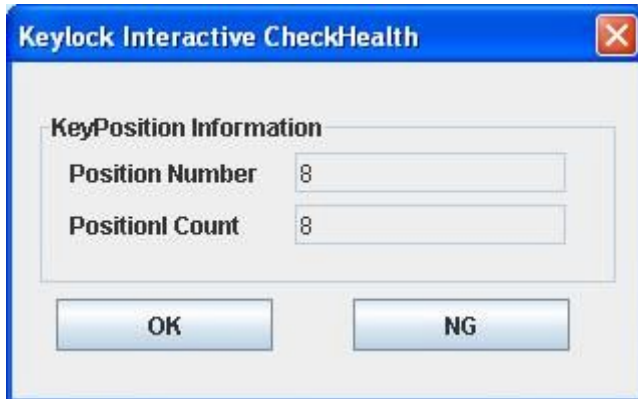 Keylock Interactive CheckHealth
KeyPosition Information
Position Number 8
Positionl Count 8
OK NG